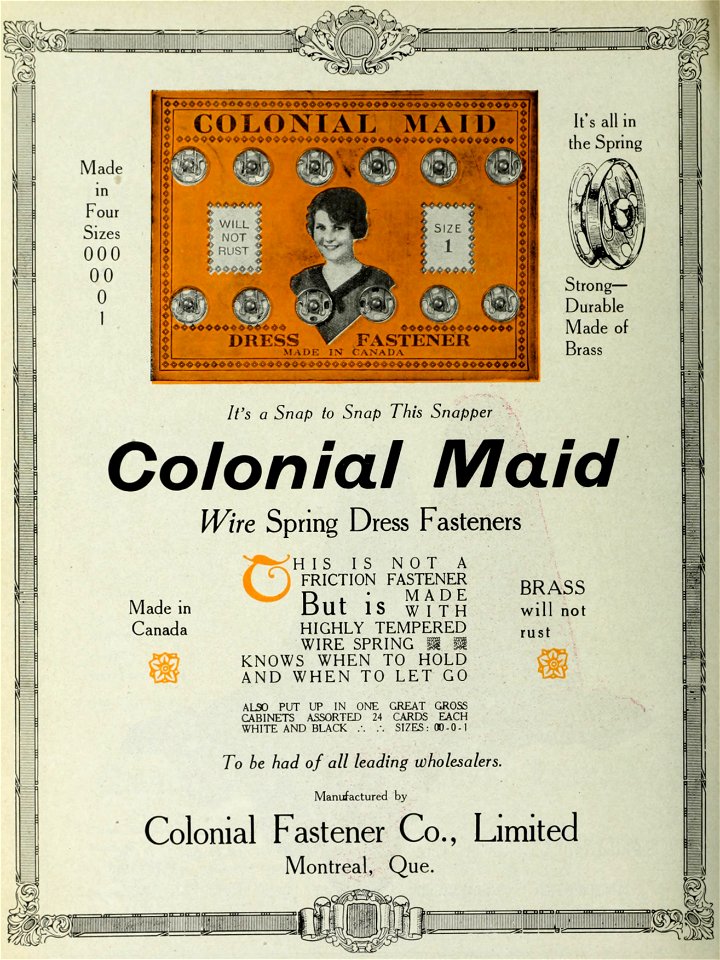 COLONIAL MAID
WILL
NOT
RUST
SIZE
1
DRESS FASTENER
MADE IN CANADA
Made
in
Four
Sizes
000
00
0
1
It's all in
the Spring
Strong—
Durable
Made of
Brass
It's a Snap to Snap This Snapper
Colonial Maid
Wire Spring Dress Fasteners
THIS IS NOT A
FRICTION FASTENER
But is MADE
WITH
HIGHLY TEMPERED
WIRE SPRING
KNOWS WHEN TO HOLD
AND WHEN TO LET GO
Made in
Canada
BRASS
will not
rust
ALSO PUT UP IN ONE GREAT GROSS
CABINETS ASSORTED 24 CARDS EACH
WHITE AND BLACK ∴ ∴ SIZES: 00-0-1
To be had of all leading wholesalers.
Manufactured by
Colonial Fastener Co., Limited
Montreal, Que.